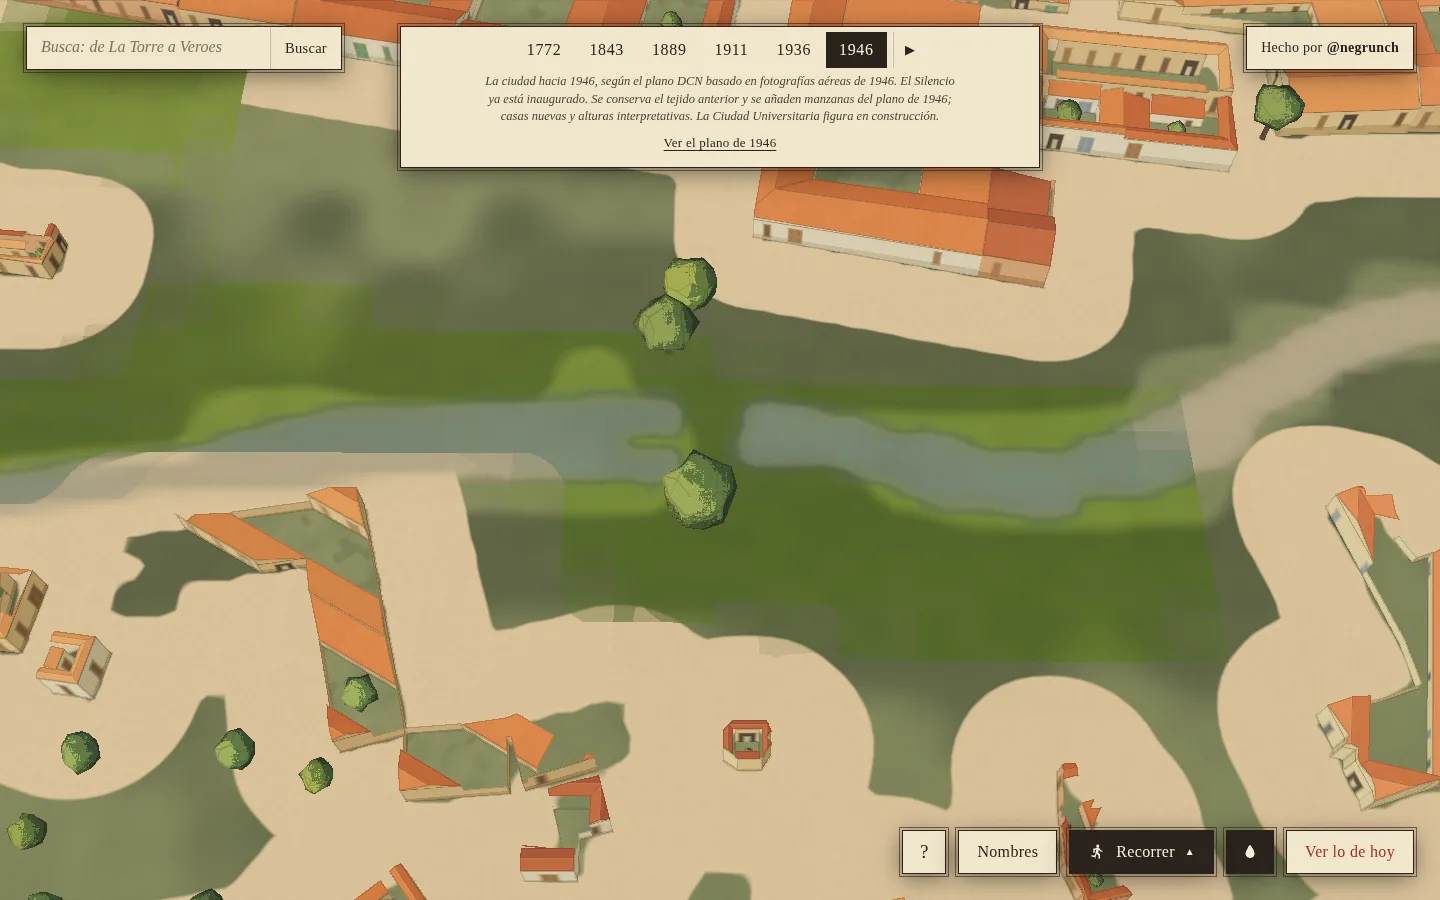 Busca: de La Torre a Veroes
Buscar
1772 1843 1889 1911 1936 1946 ▶
La ciudad hacia 1946, según el plano DCN basado en fotografías aéreas de 1946. El Silencio
ya está inaugurado. Se conserva el tejido anterior y se añaden manzanas del plano de 1946;
casas nuevas y alturas interpretativas. La Ciudad Universitaria figura en construcción.
Ver el plano de 1946
Hecho por @negrunch
?
Nombres
Recorrer ▲
Ver lo de hoy